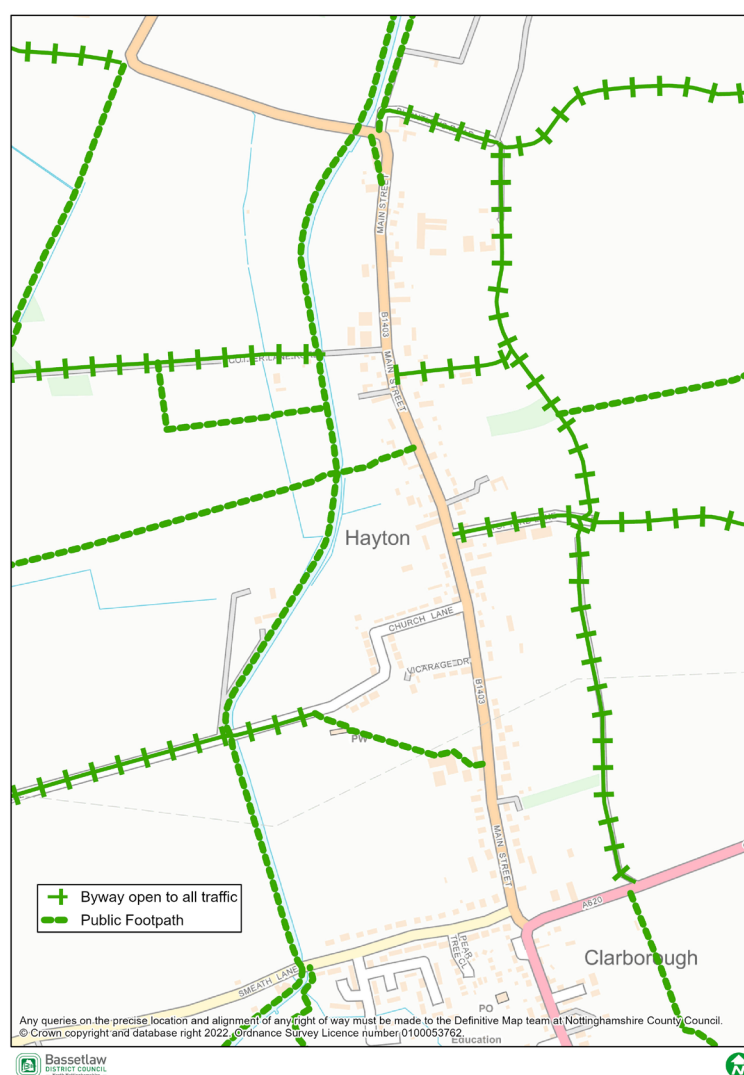 MAIN STREET
B1403
MAIN STREET
Hayton
CHURCH LANE
VICARAGE DR
B1403
PW
MAIN STREET
Byway open to all traffic
Public Footpath
A620
PEAR
TREE CL
Clarborough
SMEATH LANE
PO
Any queries on the precise location and alignment of any right of way must be made to the Definitive Map team at Nottinghamshire County Council.
© Crown copyright and database right 2022. Ordnance Survey Licence number 0100053762.
Education
Bassetlaw
DISTRICT COUNCIL
N